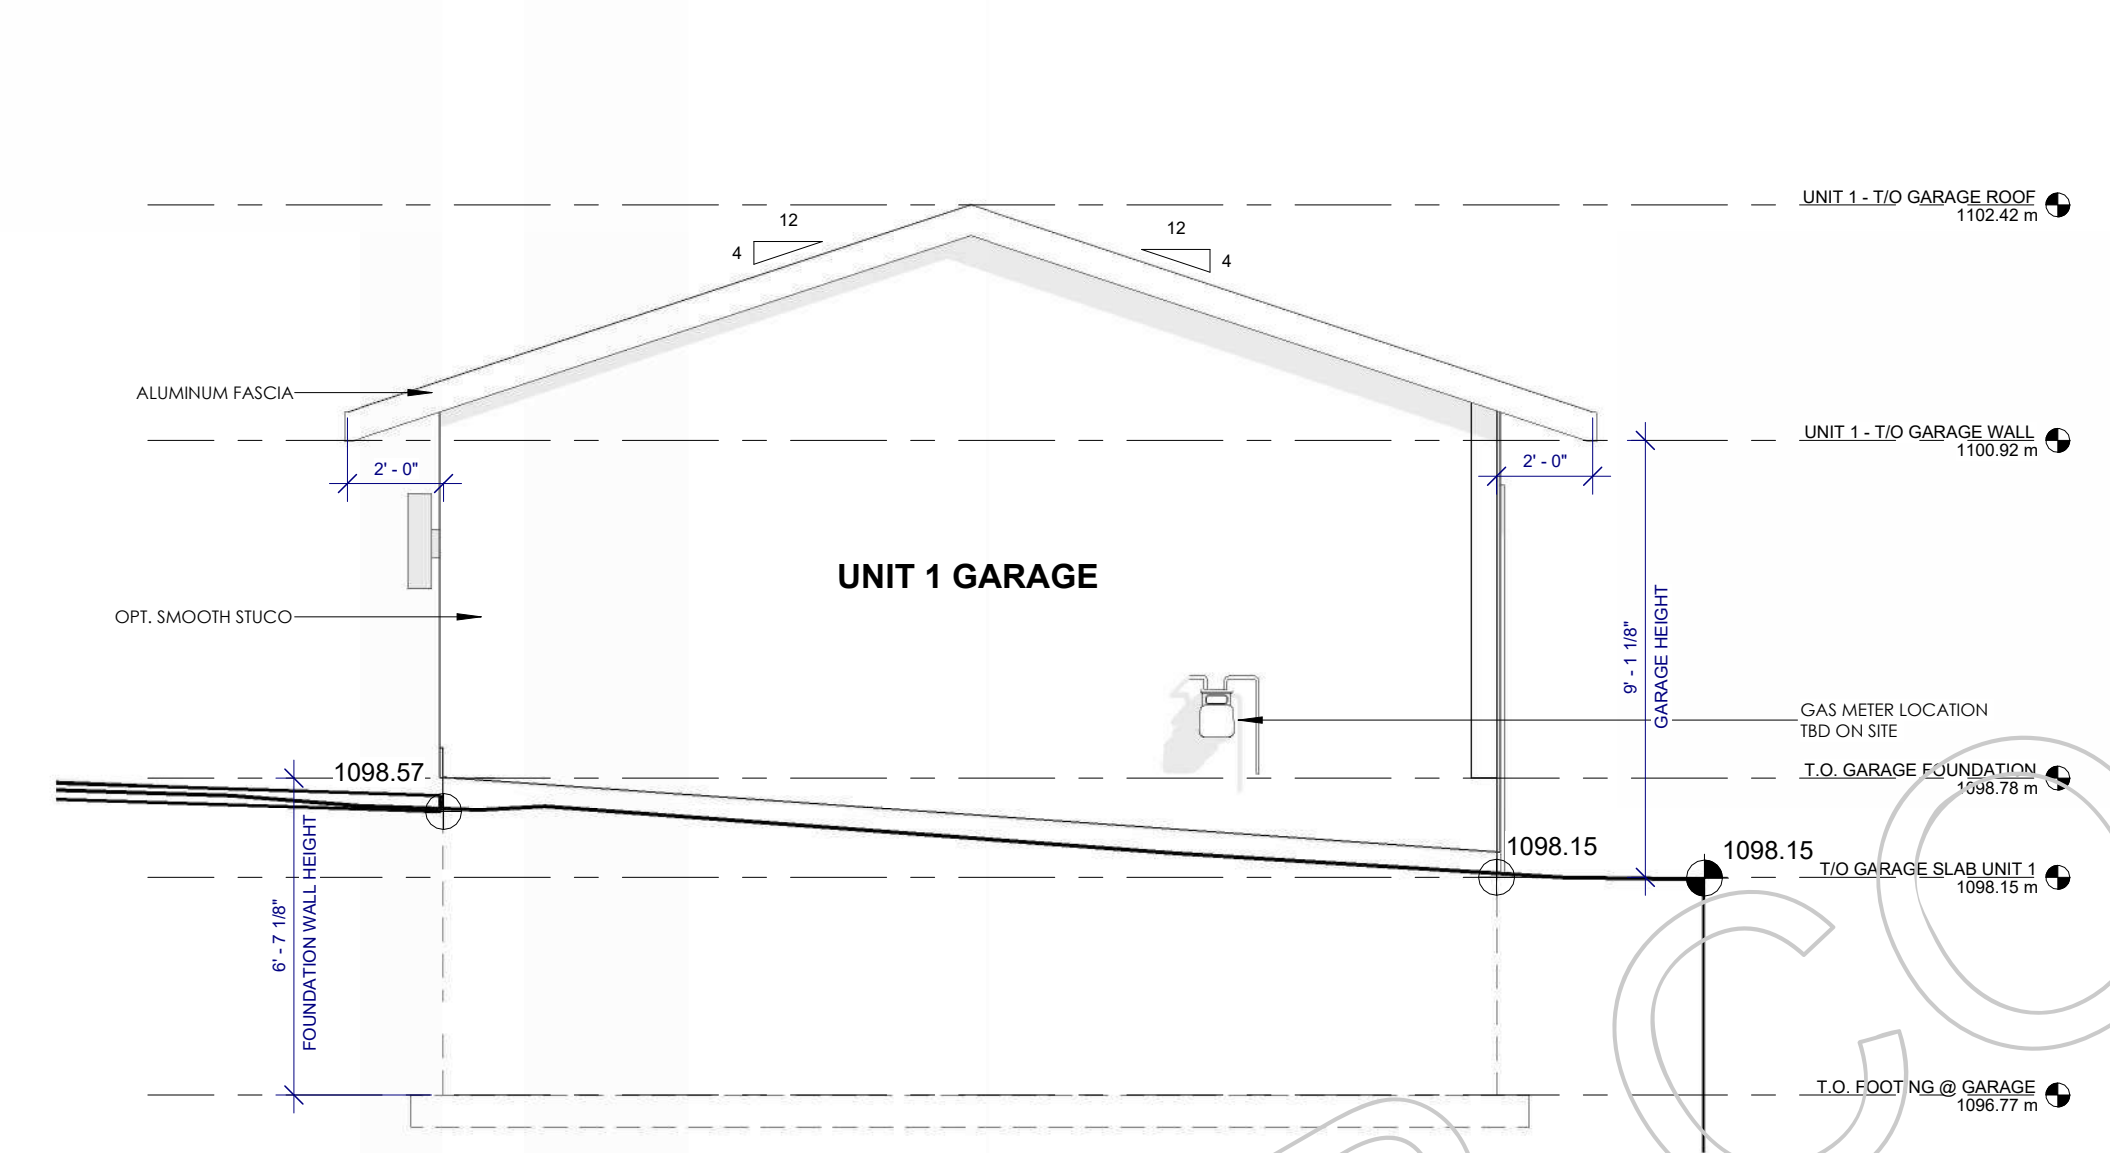 UNIT 1 - T/O GARAGE ROOF
1102.42 m
12
4
12
4
ALUMINUM FASCIA
UNIT 1 - T/O GARAGE WALL
1100.92 m
2' - 0"
2' - 0"
UNIT 1 GARAGE
OPT. SMOOTH STUCO
9' - 1 1/8"
GARAGE HEIGHT
GAS METER LOCATION
TBD ON SITE
1098.57
T.O. GARAGE FOUNDATION
1098.78 m
1098.15
1098.15
T/O GARAGE SLAB UNIT 1
1098.15 m
6' - 7 1/8"
FOUNDATION WALL HEIGHT
T.O. FOOTING @ GARAGE
1096.77 m